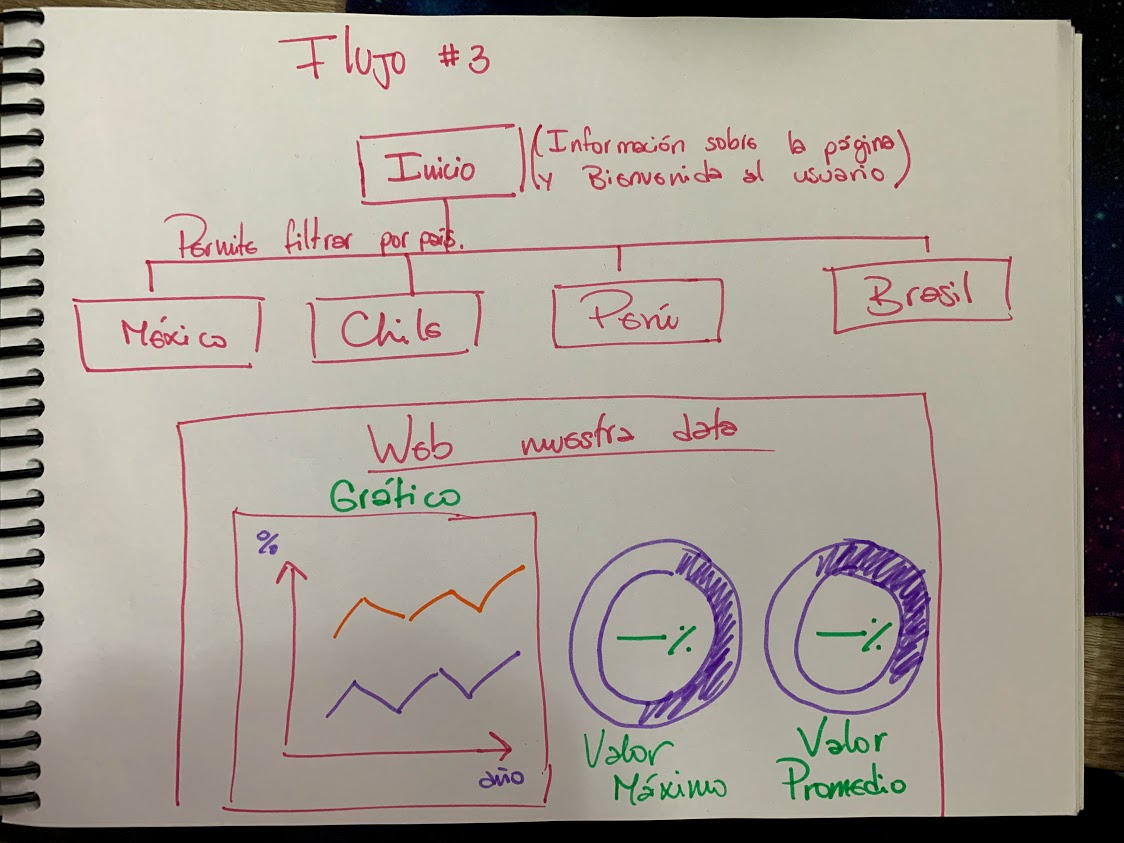 Flujo #3
Inicio
(Información sobre la página
y Bienvenida al usuario)
Permite filtrar por país.
México
Chile
Perú
Brasil
Web muestra data
Gráfico
%
año
%
Valor
Máximo
%
Valor
Promedio